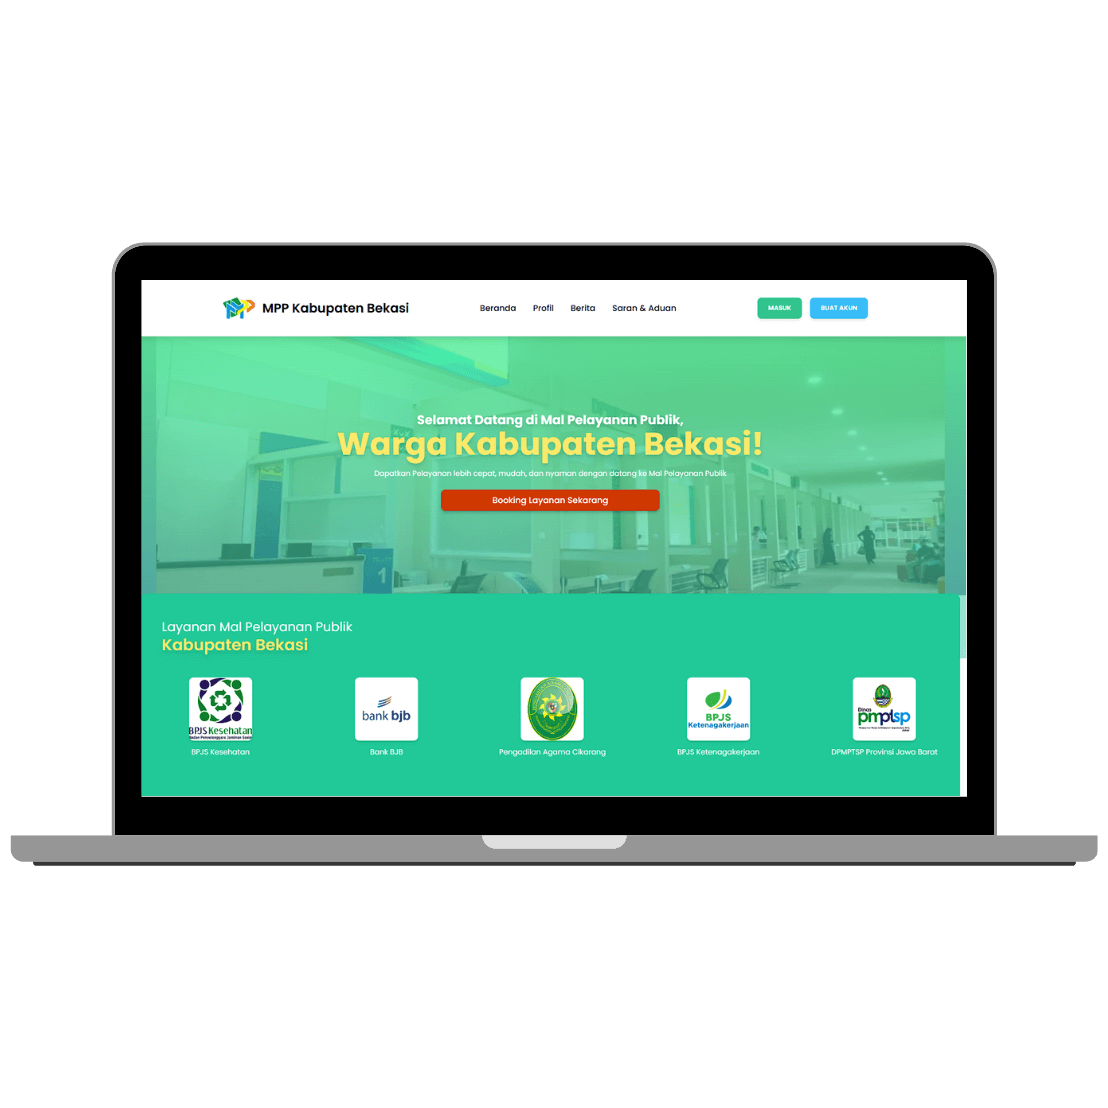 MPP Kabupaten Bekasi
Beranda
Profil
Berita
Saran & Aduan
MASUK
BUAT AKUN
Selamat Datang di Mal Pelayanan Publik,
Warga Kabupaten Bekasi!
Dapatkan Pelayanan lebih cepat, mudah, dan nyaman dengan datang ke Mal Pelayanan Publik
Booking Layanan Sekarang
1
Layanan Mal Pelayanan Publik
Kabupaten Bekasi
BPJS Kesehatan
Badan Penyelenggara Jaminan Sosial
bank bjb
BPJS
Ketenagakerjaan
Dinas
pmptsp
BPJS Kesehatan
Bank BJB
Pengadilan Agama Cikarang
BPJS Ketenagakerjaan
DPMPTSP Provinsi Jawa Barat